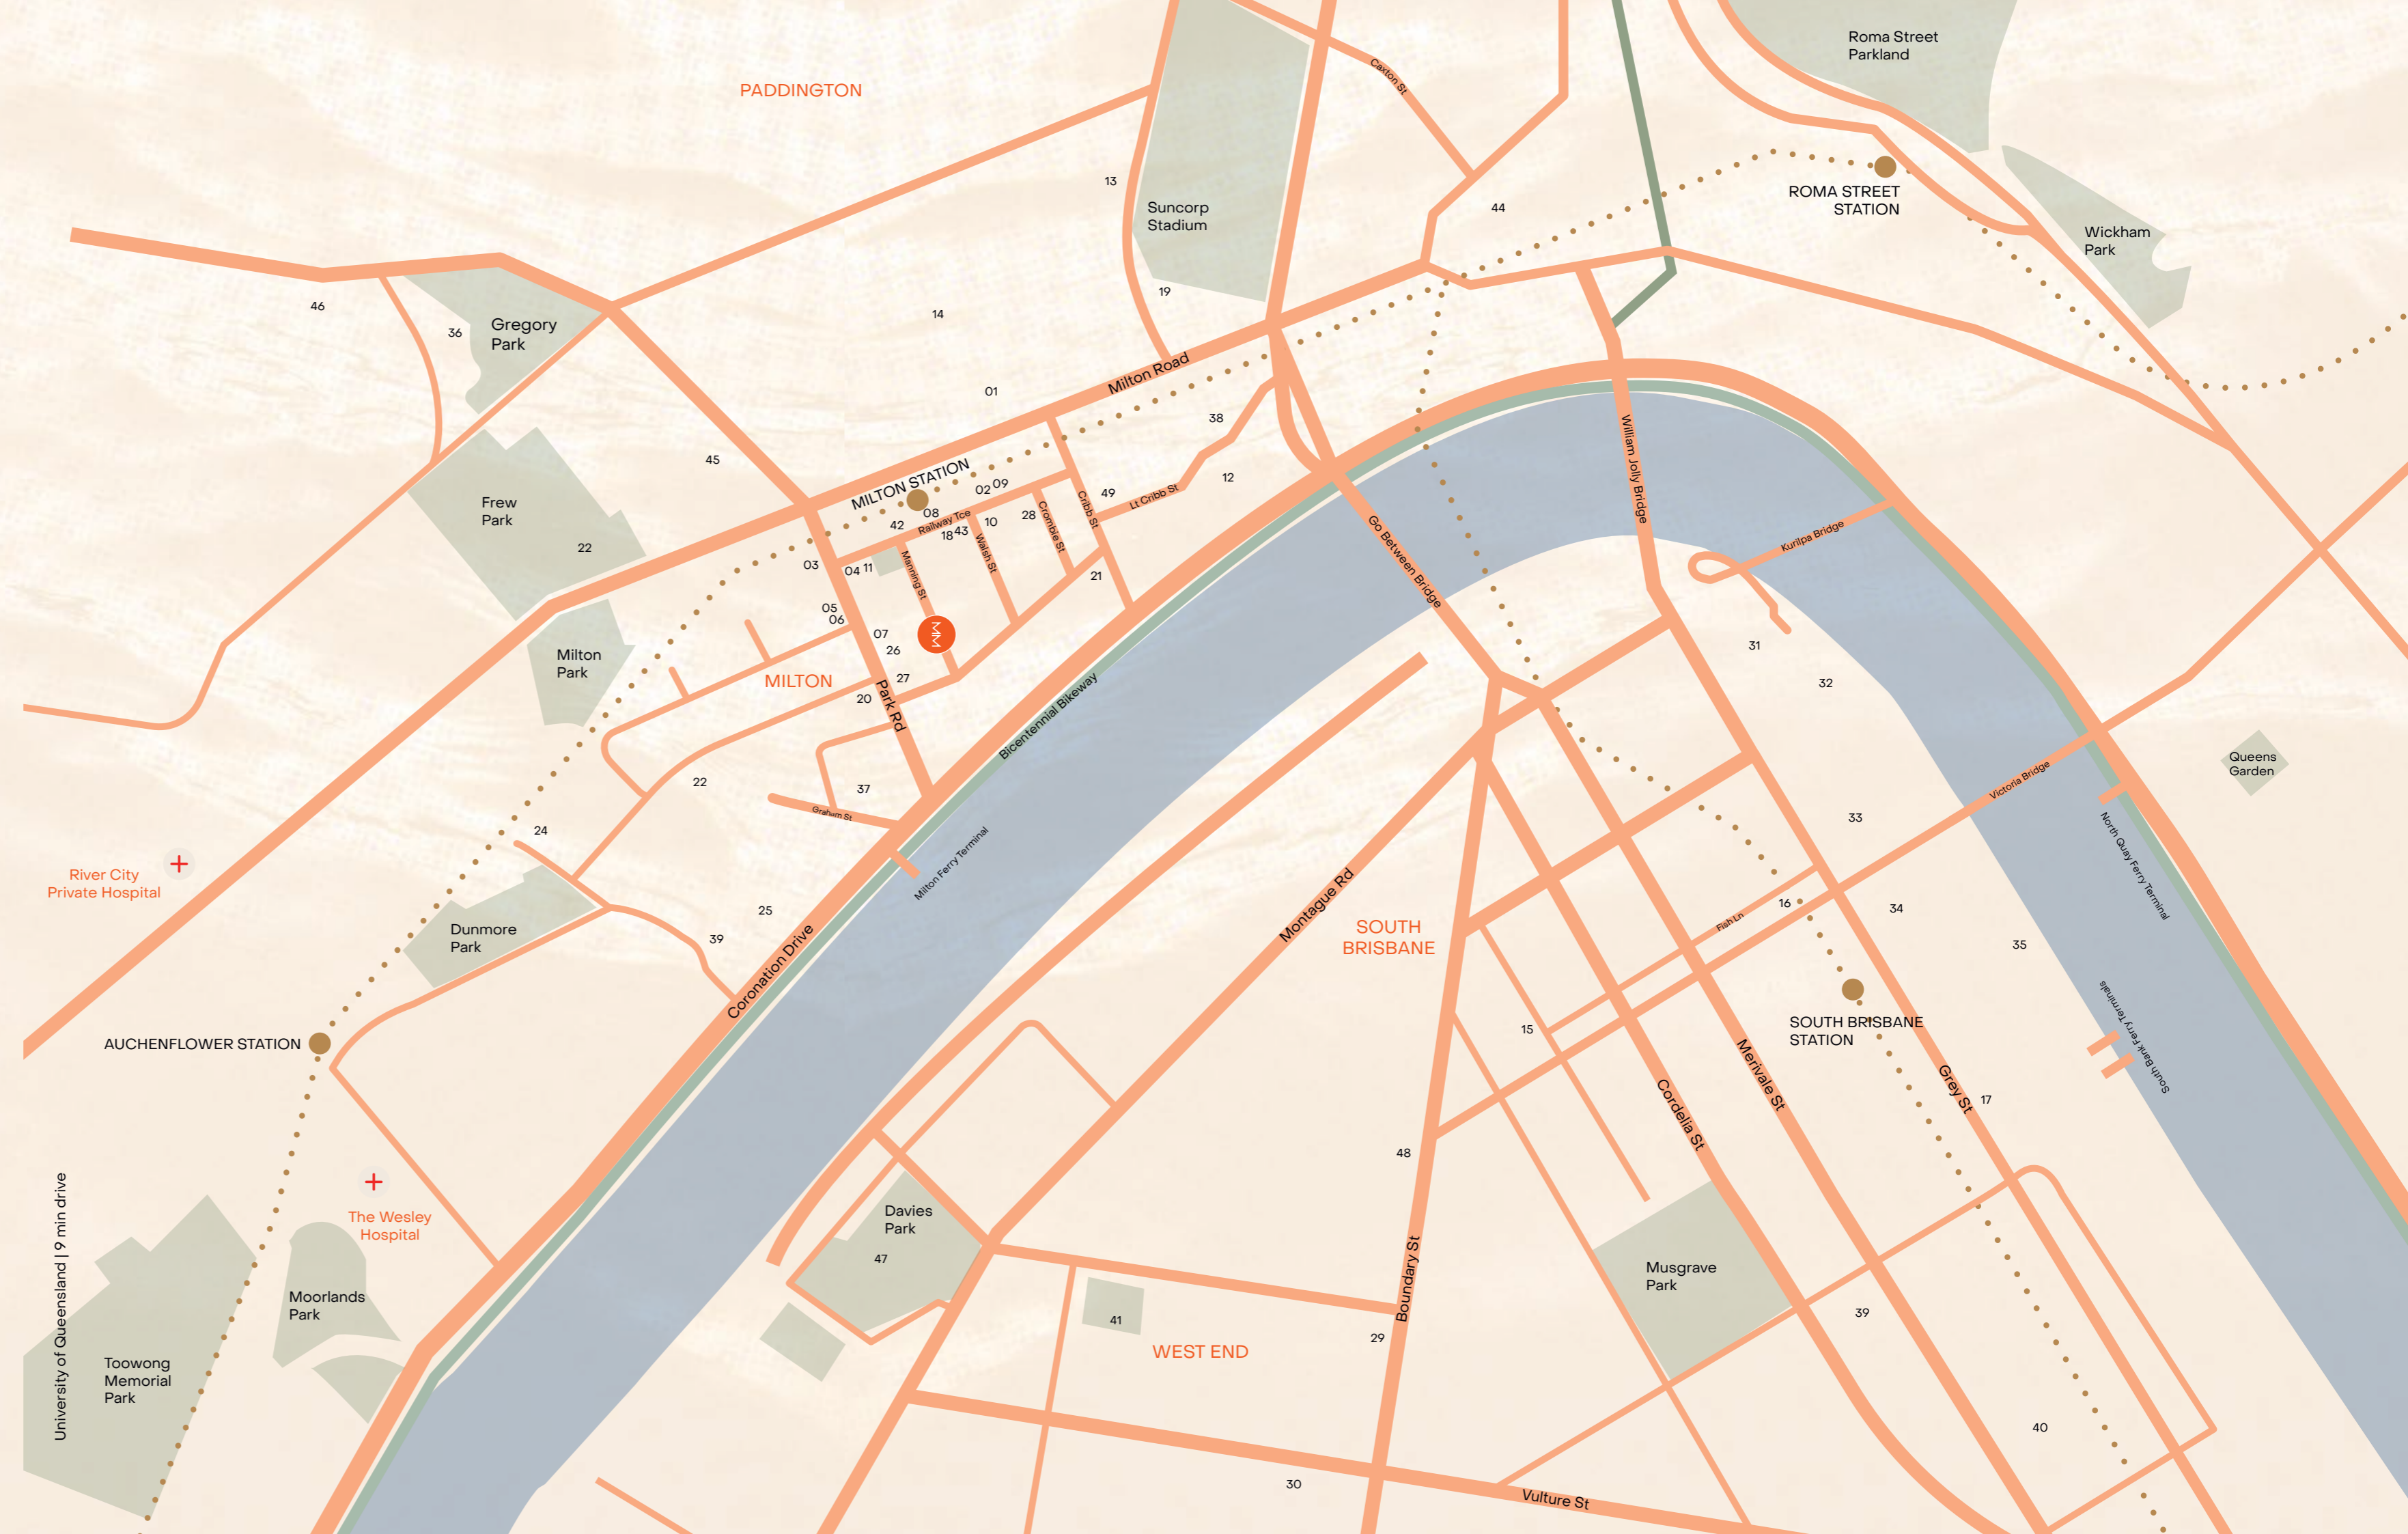 Roma Street
Parkland
Caxton St
PADDINGTON
13
ROMA STREET
STATION
Suncorp
Stadium
44
Wickham
Park
46
36
Gregory
Park
14
19
Milton Road
01
38
45
MILTON STATION
02
09
49
12
Lt Cribb St
Cribb St
William Jolly Bridge
Frew
Park
22
42
08
Railway Tce
18
43
10
28
Crombie St
Walsh St
Manning St
Go Between Bridge
Kurilpa Bridge
03
04
11
21
05
06
07
26
MM
Milton
Park
MILTON
27
20
Park Rd
31
32
Bicentennial Bikeway
Queens
Garden
Victoria Bridge
22
37
Graham St
24
33
Milton Ferry Terminal
North Quay Ferry Terminal
River City
Private Hospital
Montague Rd
25
39
Dunmore
Park
SOUTH
BRISBANE
16
Fish Ln
34
35
Coronation Drive
AUCHENFLOWER STATION
15
SOUTH BRISBANE
STATION
South Bank Ferry Terminals
Merivale St
Cordelia St
Grey St
17
48
The Wesley
Hospital
Davies
Park
47
Boundary St
Musgrave
Park
University of Queensland | 9 min drive
Moorlands
Park
41
29
39
WEST END
Toowong
Memorial
Park
40
30
Vulture St